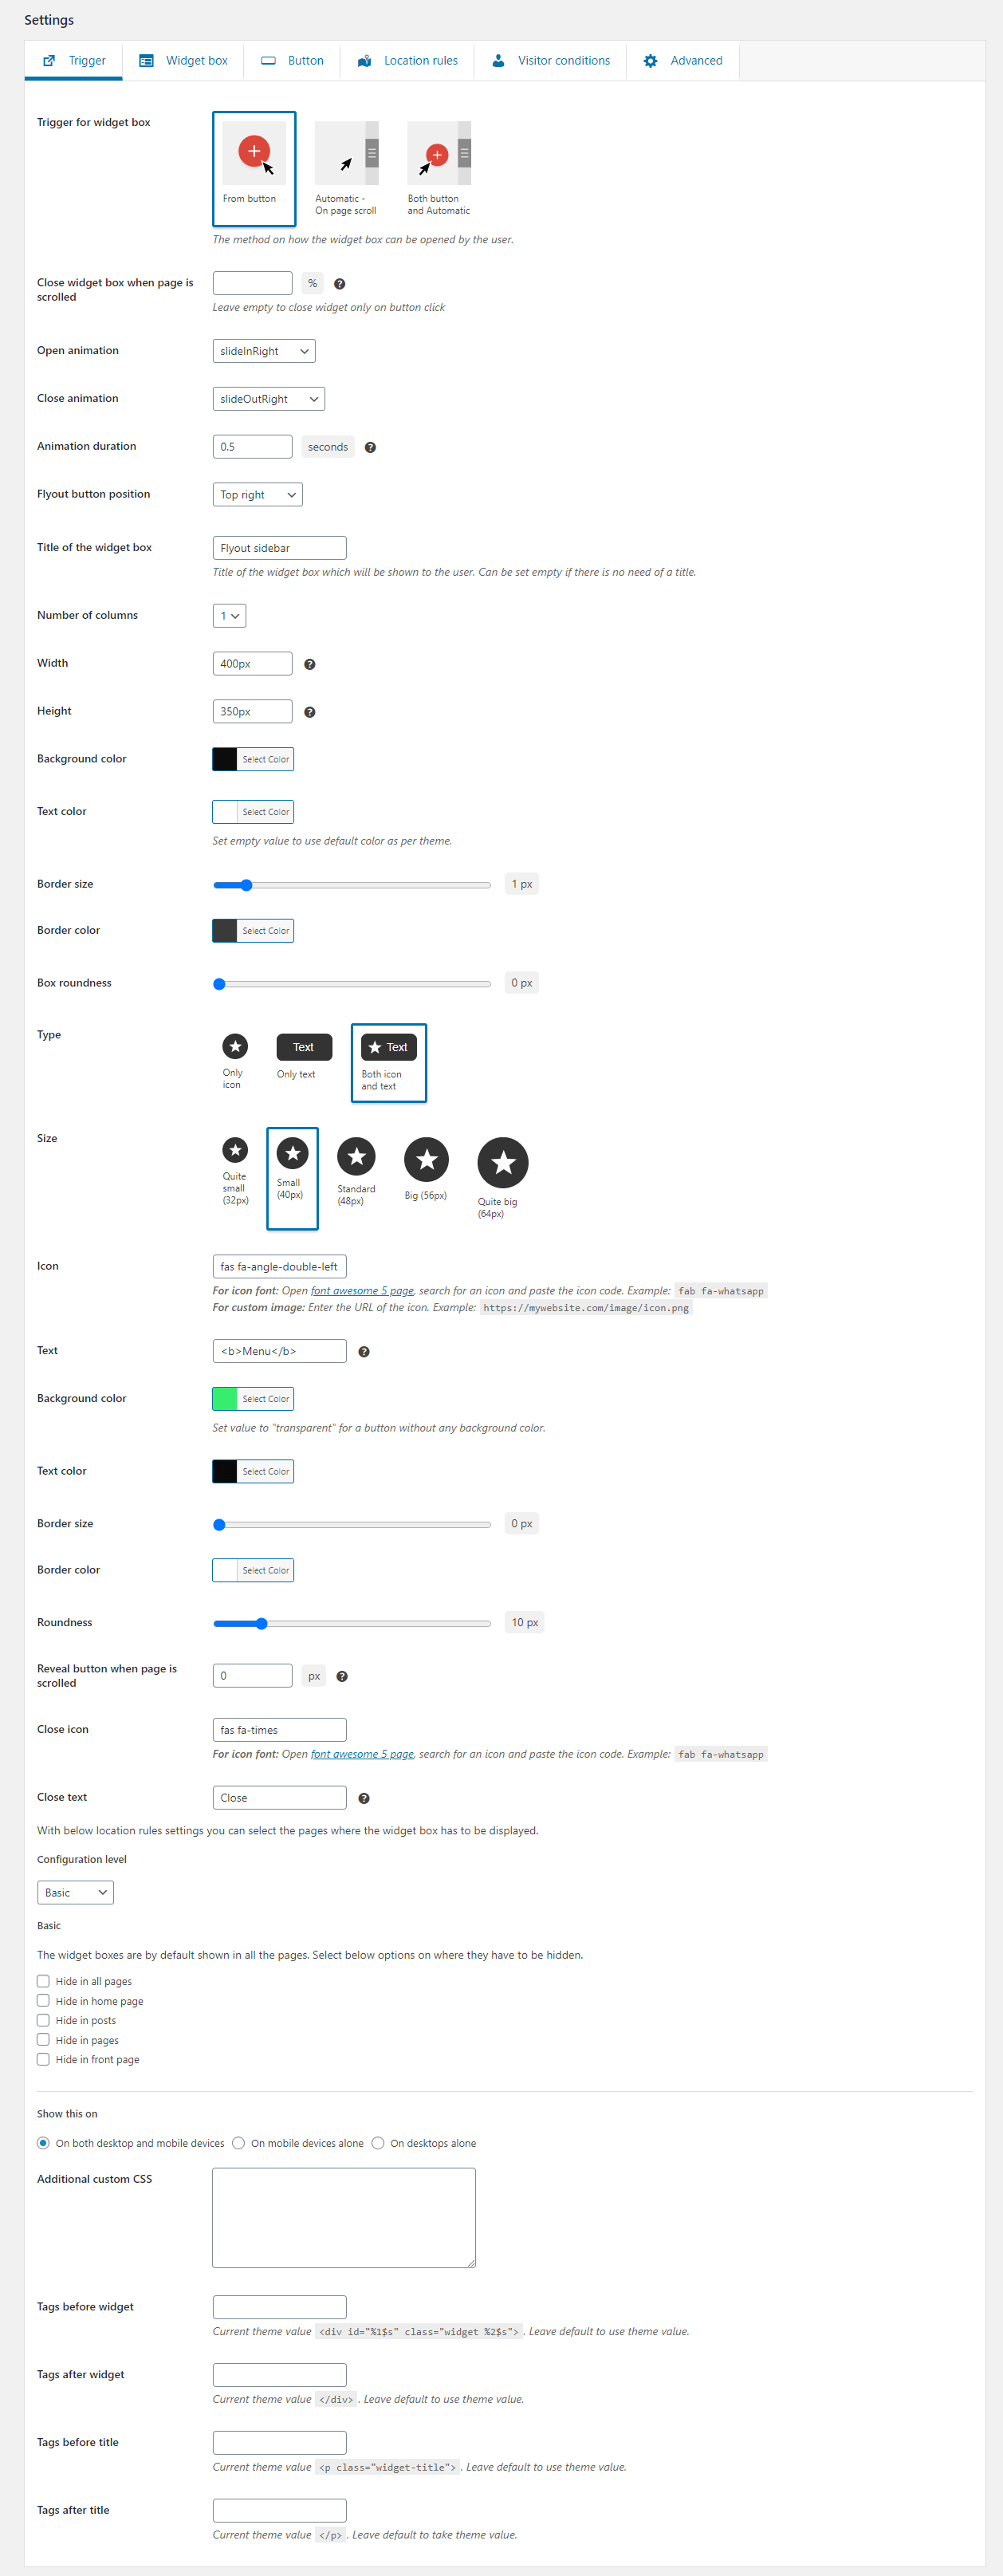 Settings
Trigger Widget box Button Location rules Visitor conditions Advanced
Trigger for widget box
From button
Automatic -
On page scroll
Both button
and Automatic
The method on how the widget box can be opened by the user.
Close widget box when page is
scrolled
%
Leave empty to close widget only on button click
Open animation
slideInRight
Close animation
slideOutRight
Animation duration
0.5 seconds
Flyout button position
Top right
Title of the widget box
Flyout sidebar
Title of the widget box which will be shown to the user. Can be set empty if there is no need of a title.
Number of columns
1
Width
400px
Height
350px
Background color
Select Color
Text color
Select Color
Set empty value to use default color as per theme.
Border size
1 px
Border color
Select Color
Box roundness
0 px
Type
Only
icon
Text
Only text
Text
Both icon
and text
Size
Quite
small
(32px)
Small
(40px)
Standard
(48px)
Big (56px)
Quite big
(64px)
Icon
fas fa-angle-double-left
For icon font: Open font awesome 5 page, search for an icon and paste the icon code. Example: fab fa-whatsapp
For custom image: Enter the URL of the icon. Example: https://mywebsite.com/image/icon.png
Text
<b>Menu</b>
Background color
Select Color
Set value to "transparent" for a button without any background color.
Text color
Select Color
Border size
0 px
Border color
Select Color
Roundness
10 px
Reveal button when page is
scrolled
0 px
Close icon
fas fa-times
For icon font: Open font awesome 5 page, search for an icon and paste the icon code. Example: fab fa-whatsapp
Close text
Close
With below location rules settings you can select the pages where the widget box has to be displayed.
Configuration level
Basic
Basic
The widget boxes are by default shown in all the pages. Select below options on where they have to be hidden.
Hide in all pages
Hide in home page
Hide in posts
Hide in pages
Hide in front page
Show this on
On both desktop and mobile devices On mobile devices alone On desktops alone
Additional custom CSS
Tags before widget
Current theme value <div id="%1$s" class="widget %2$s">. Leave default to use theme value.
Tags after widget
Current theme value </div>. Leave default to use theme value.
Tags before title
Current theme value <p class="widget-title">. Leave default to use theme value.
Tags after title
Current theme value </p>. Leave default to take theme value.